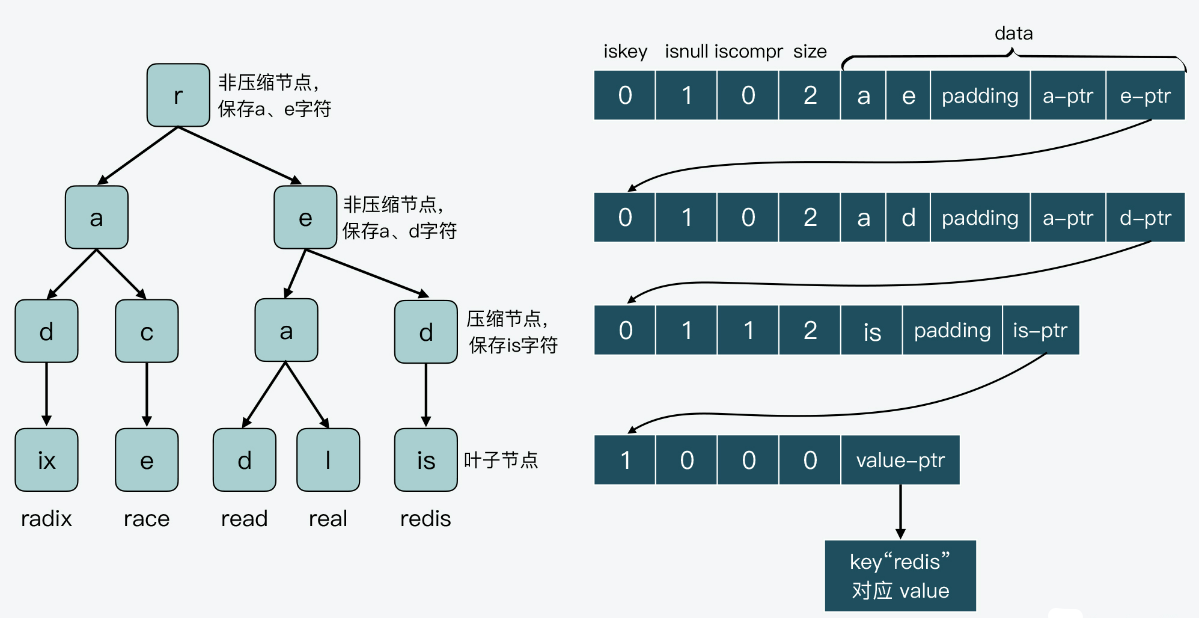 r
非压缩节点，
保存a、e字符
a
e
非压缩节点，
保存a、d字符
d
c
a
d
压缩节点，
保存is字符
ix
e
d
l
is
叶子节点
radix
race
read
real
redis
data
iskey isnull iscompr size
0 1 0 2 a e padding a-ptr e-ptr
0 1 0 2 a d padding a-ptr d-ptr
0 1 1 2 is padding is-ptr
1 0 0 0 value-ptr
key“redis”
对应 value